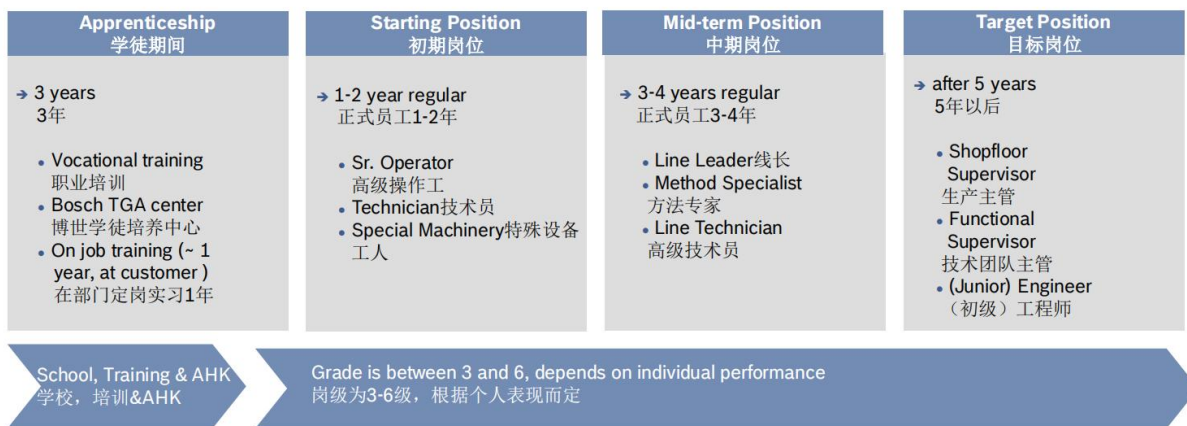 Apprenticeship
学徒期间
➔ 3 years
3年
• Vocational training
职业培训
• Bosch TGA center
博世学徒培养中心
• On job training (~ 1
year, at customer )
在部门定岗实习1年
Starting Position
初期岗位
➔ 1-2 year regular
正式员工1-2年
• Sr. Operator
高级操作工
• Technician技术员
• Special Machinery特殊设备
工人
Mid-term Position
中期岗位
➔ 3-4 years regular
正式员工3-4年
• Line Leader线长
• Method Specialist
方法专家
• Line Technician
高级技术员
Target Position
目标岗位
➔ after 5 years
5年以后
• Shopfloor
Supervisor
生产主管
• Functional
Supervisor
技术团队主管
• (Junior) Engineer
（初级）工程师
School, Training & AHK
学校，培训&AHK
Grade is between 3 and 6, depends on individual performance
岗级为3-6级，根据个人表现而定